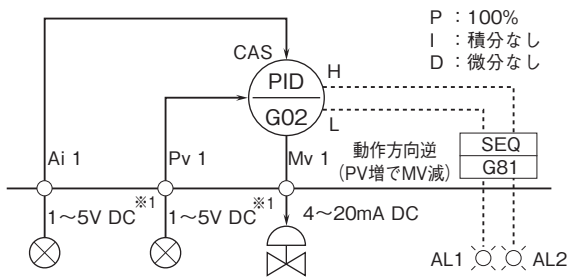 P：100%
I：積分なし
D：微分なし
CAS
PID
G02
H
L
Ai 1
Pv 1
Mv 1
動作方向逆
(PV増でMV減)
SEQ
G81
1～5V DC※1
1～5V DC※1
4～20mA DC
AL1
AL2